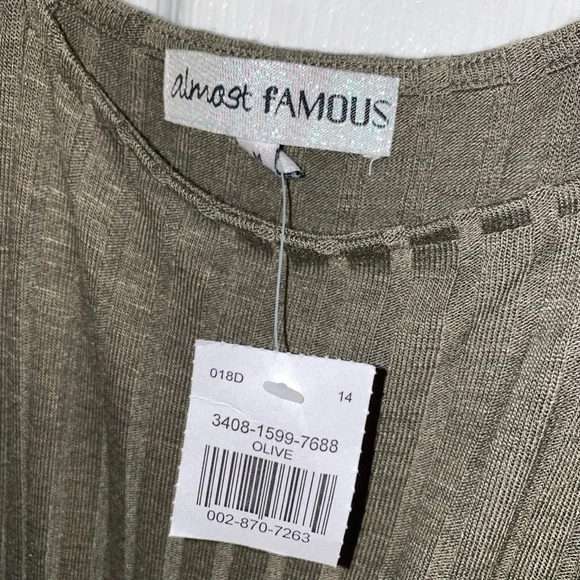 almost fAMOUS
M
018D
14
3408-1599-7688
OLIVE
002-870-7263